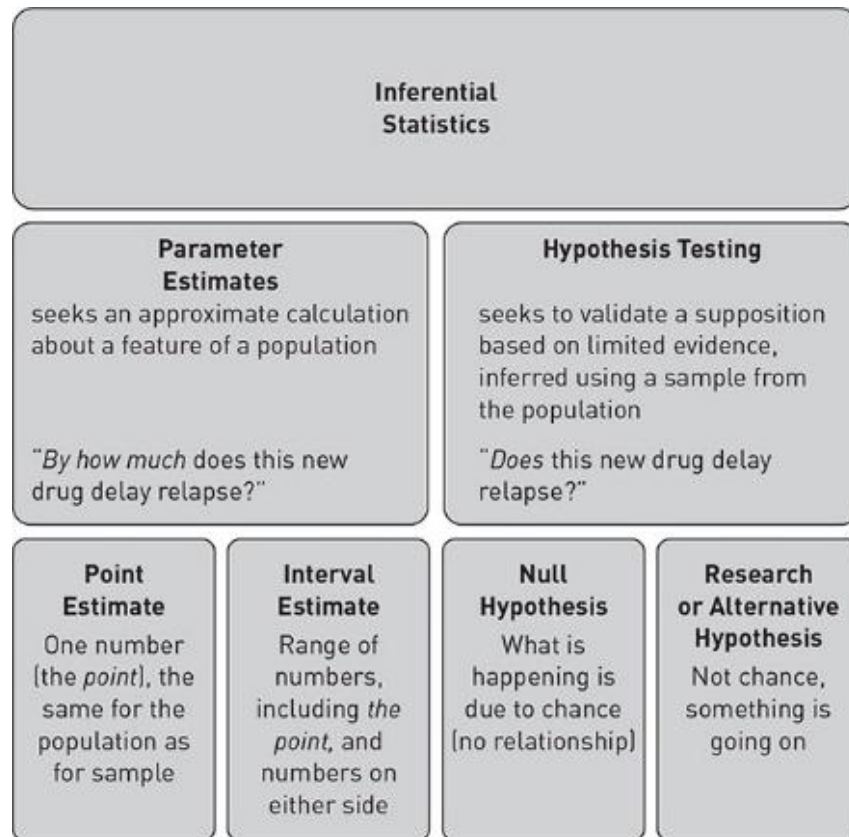 Inferential
Statistics
Parameter
Estimates
seeks an approximate calculation
about a feature of a population
"By how much does this new
drug delay relapse?"
Hypothesis Testing
seeks to validate a supposition
based on limited evidence,
inferred using a sample from
the population
"Does this new drug delay
relapse?"
Point
Estimate
One number
(the point), the
same for the
population as
for sample
Interval
Estimate
Range of
numbers,
including the
point, and
numbers on
either side
Null
Hypothesis
What is
happening is
due to chance
(no relationship)
Research
or Alternative
Hypothesis
Not chance,
something is
going on